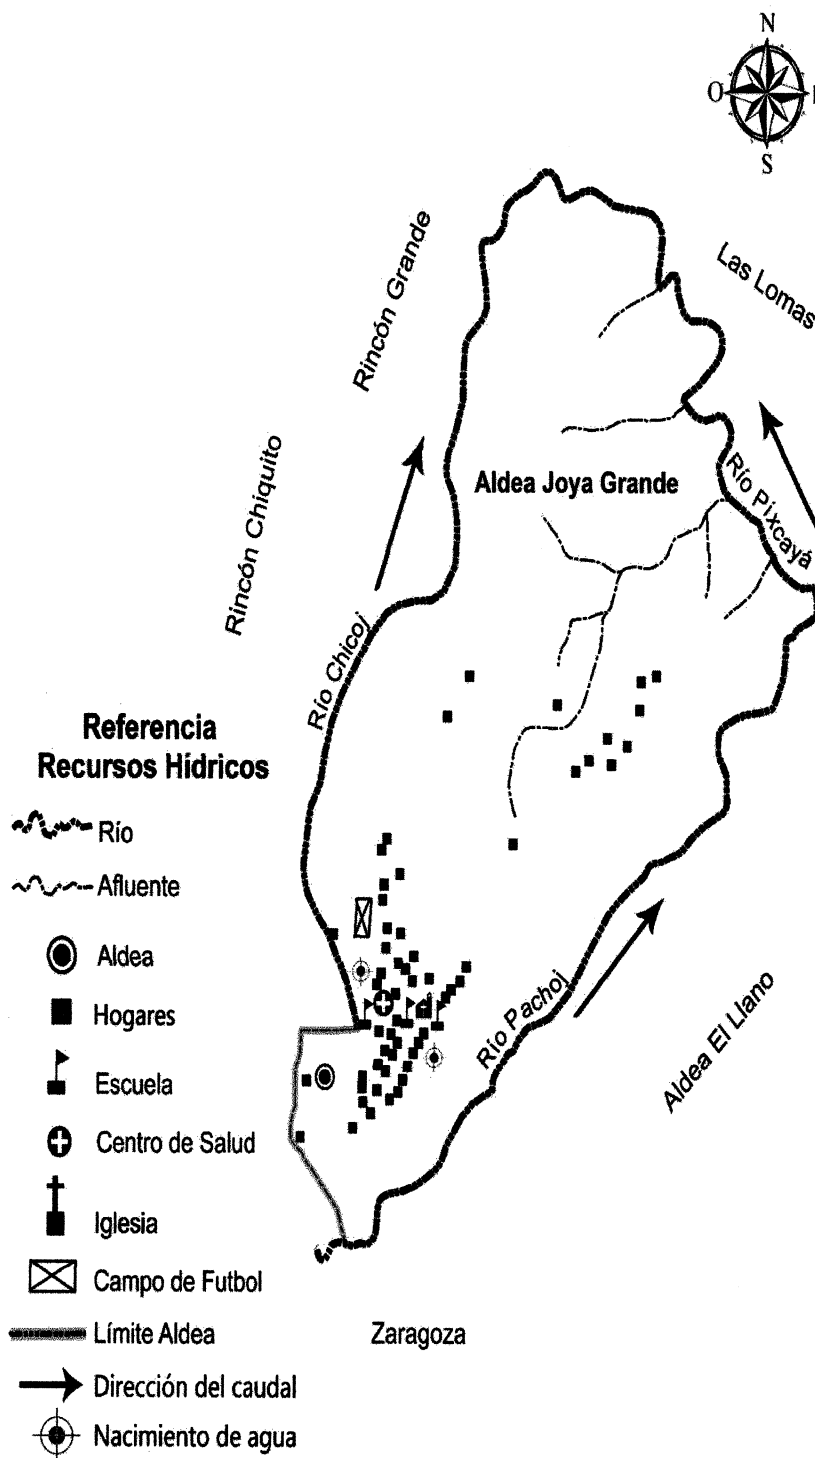 N
O
S
Las Lomas
Rincón Grande
Rincón Chiquito
Aldea Joya Grande
Río Pixcayá
Río Chicoj
Río Pachoj
Aldea El Llano
Zaragoza
Referencia
Recursos Hídricos
Río
Afluente
Aldea
Hogares
Escuela
Centro de Salud
Iglesia
Campo de Futbol
Límite Aldea
Dirección del caudal
Nacimiento de agua